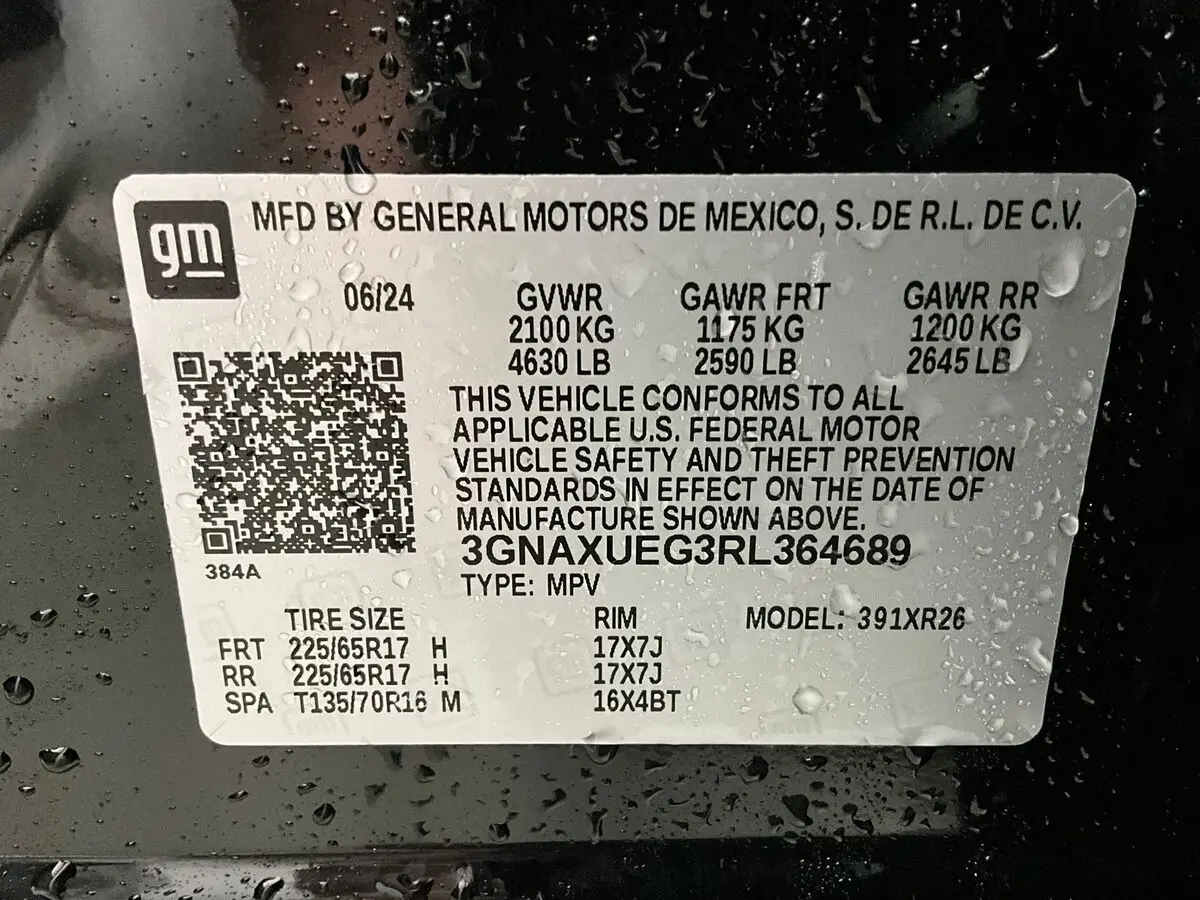 gm MFD BY GENERAL MOTORS DE MEXICO, S. DE R.L. DE C.V.
06/24 GVWR GAWR FRT GAWR RR
2100 KG 1175 KG 1200 KG
4630 LB 2590 LB 2645 LB
THIS VEHICLE CONFORMS TO ALL
APPLICABLE U.S. FEDERAL MOTOR
VEHICLE SAFETY AND THEFT PREVENTION
STANDARDS IN EFFECT ON THE DATE OF
MANUFACTURE SHOWN ABOVE.
3GNAXUEG3RL364689
384A
TYPE: MPV
TIRE SIZE RIM MODEL: 391XR26
FRT 225/65R17 H 17X7J
RR 225/65R17 H 17X7J
SPA T135/70R16 M 16X4BT